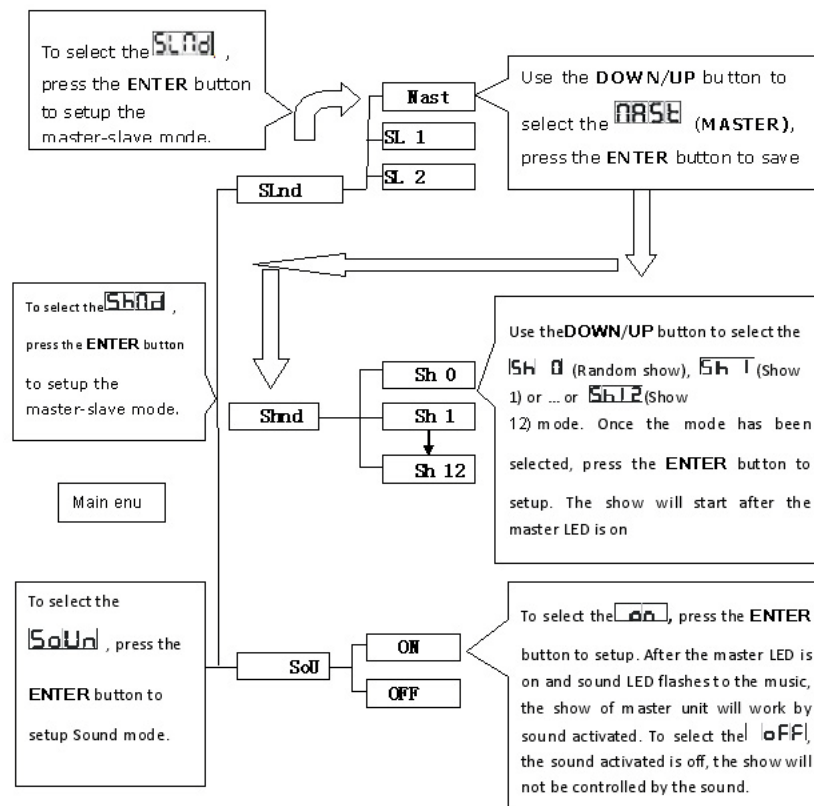 To select the SLNd ,
press the ENTER button
to setup the
master-slave mode.
Mast
SL 1
SL 2
SLnd
Use the DOWN/UP button to
select the MASt (MASTER),
press the ENTER button to save
To select the ShNd ,
press the ENTER button
to setup the
master-slave mode.
Shnd
Sh 0
Sh 1
Sh 12
Use theDOWN/UP button to select the
Sh 0 (Random show), Sh 1 (Show
1) or ... or Sh12 (Show
12) mode. Once the mode has been
selected, press the ENTER button to
setup. The show will start after the
master LED is on
Main enu
To select the
SoUn , press the
ENTER button to
setup Sound mode.
SoU
ON
OFF
To select the on , press the ENTER
button to setup. After the master LED is
on and sound LED flashes to the music,
the show of master unit will work by
sound activated. To select the oFF ,
the sound activated is off, the show will
not be controlled by the sound.